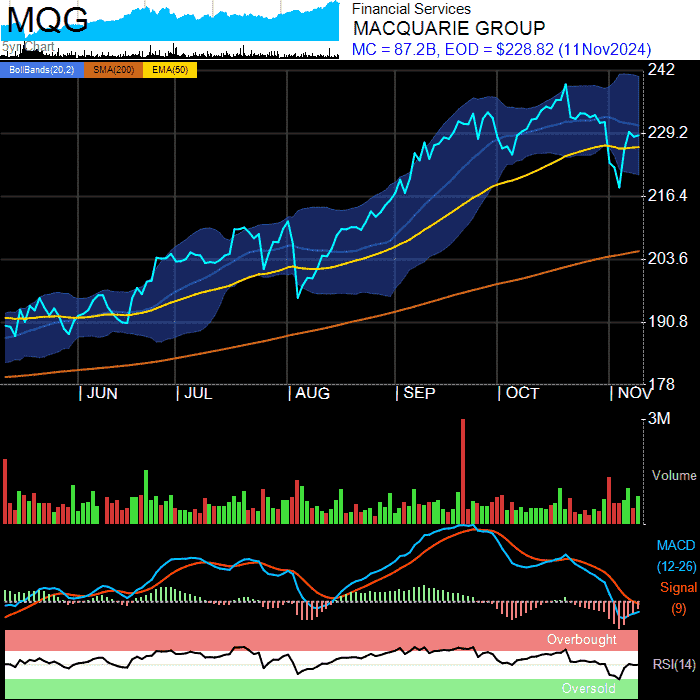 MQG
5yrs Chart
Financial Services
MACQUARIE GROUP
MC = 87.2B, EOD = $228.82 (11Nov2024)
BollBands(20,2) SMA(200) EMA(50)
242
229.2
216.4
203.6
190.8
178
JUN JUL AUG SEP OCT NOV
3M
Volume
MACD
(12-26)
Signal
(9)
Overbought
RSI(14)
Oversold